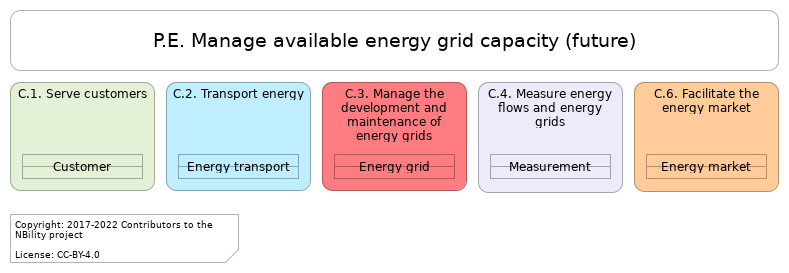 P.E. Manage available energy grid capacity (future)
C.1. Serve customers
Customer
C.2. Transport energy
Energy transport
C.3. Manage the
development and
maintenance of
energy grids
Energy grid
C.4. Measure energy
flows and energy
grids
Measurement
C.6. Facilitate the
energy market
Energy market
Copyright: 2017-2022 Contributors to the
NBility project
License: CC-BY-4.0